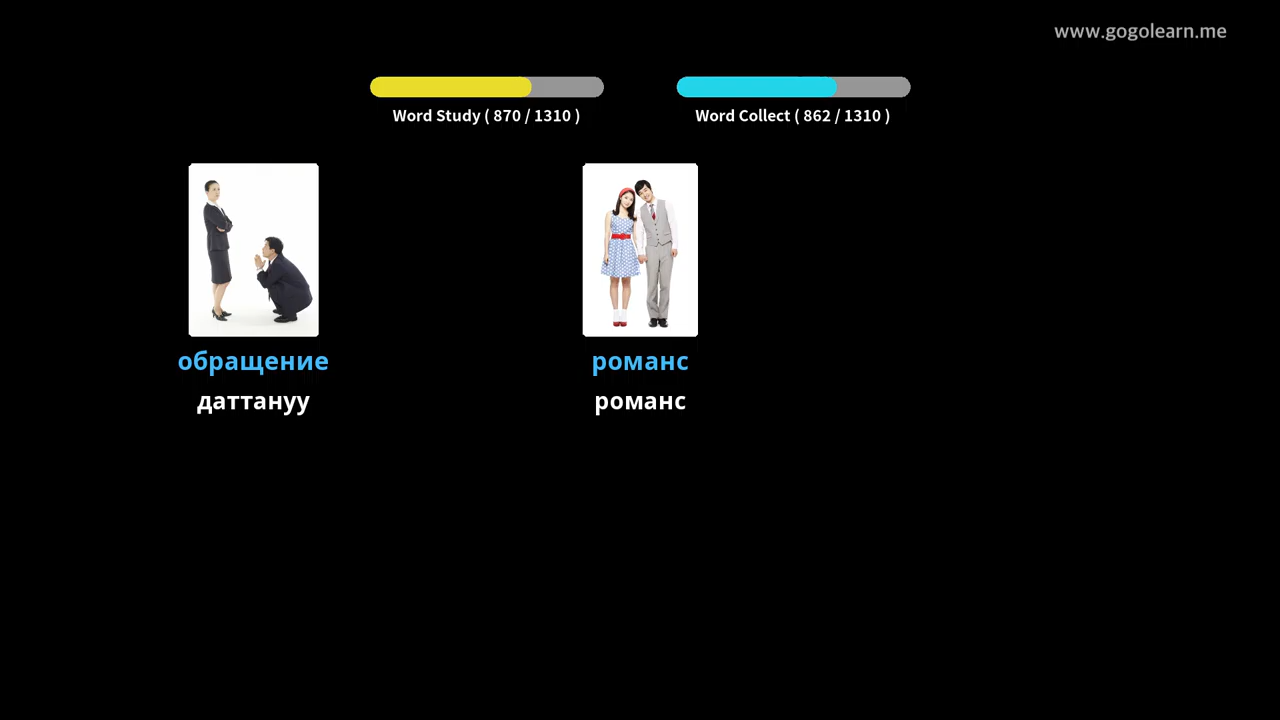 www.gogolearn.me
Word Study ( 870 / 1310 )
Word Collect ( 862 / 1310 )
обращение
даттануу
романс
романс